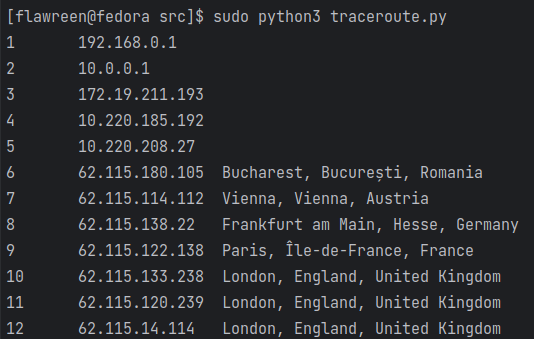 [flawreen@fedora src]$ sudo python3 traceroute.py
1 192.168.0.1
2 10.0.0.1
3 172.19.211.193
4 10.220.185.192
5 10.220.208.27
6 62.115.180.105 Bucharest, București, Romania
7 62.115.114.112 Vienna, Vienna, Austria
8 62.115.138.22 Frankfurt am Main, Hesse, Germany
9 62.115.122.138 Paris, Île-de-France, France
10 62.115.133.238 London, England, United Kingdom
11 62.115.120.239 London, England, United Kingdom
12 62.115.14.114 London, England, United Kingdom